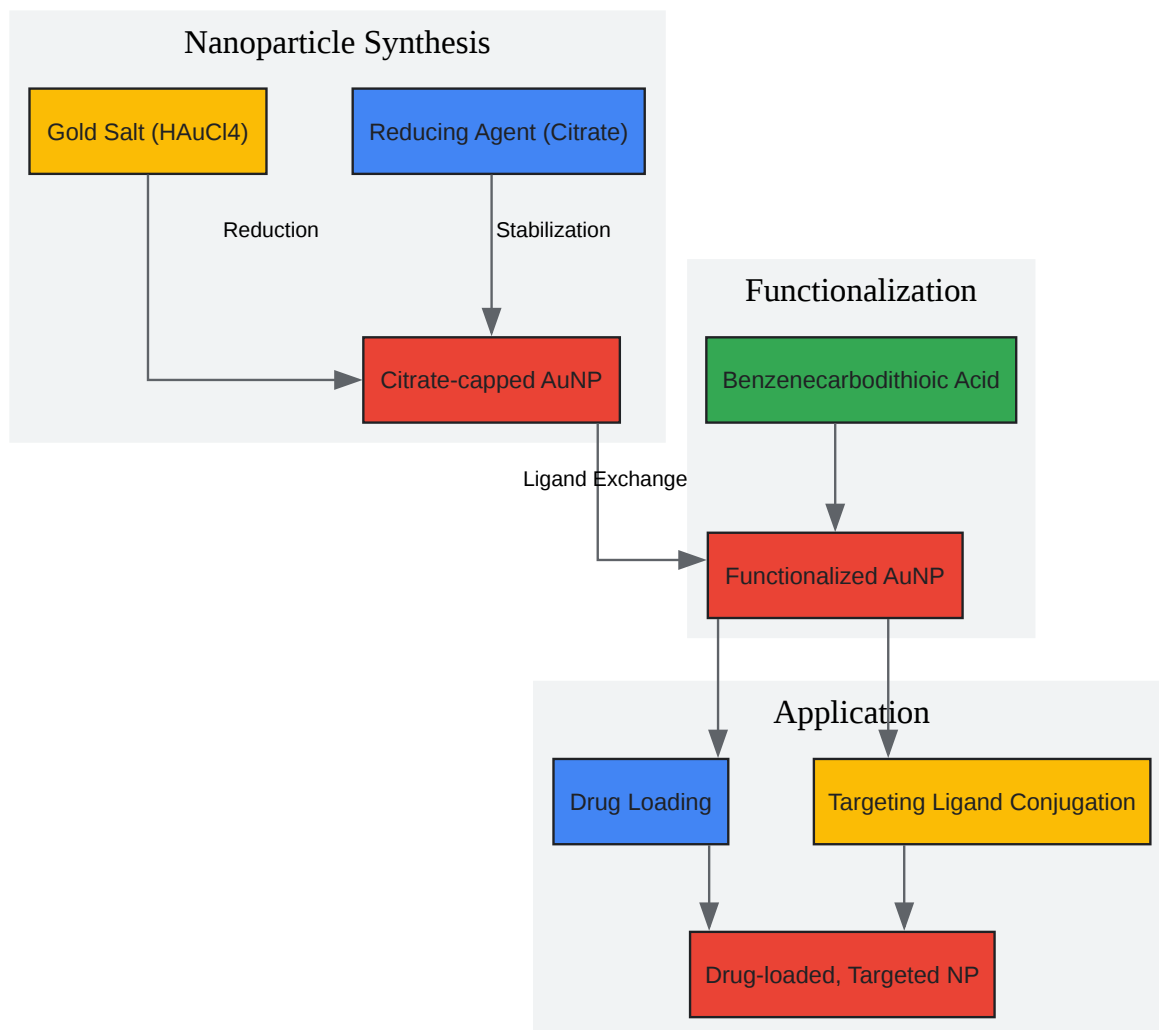 Nanoparticle Synthesis
Gold Salt (HAuCl4)
Reducing Agent (Citrate)
Reduction
Stabilization
Citrate-capped AuNP
Functionalization
Benzenecarbodithioic Acid
Ligand Exchange
Functionalized AuNP
Application
Drug Loading
Targeting Ligand Conjugation
Drug-loaded, Targeted NP